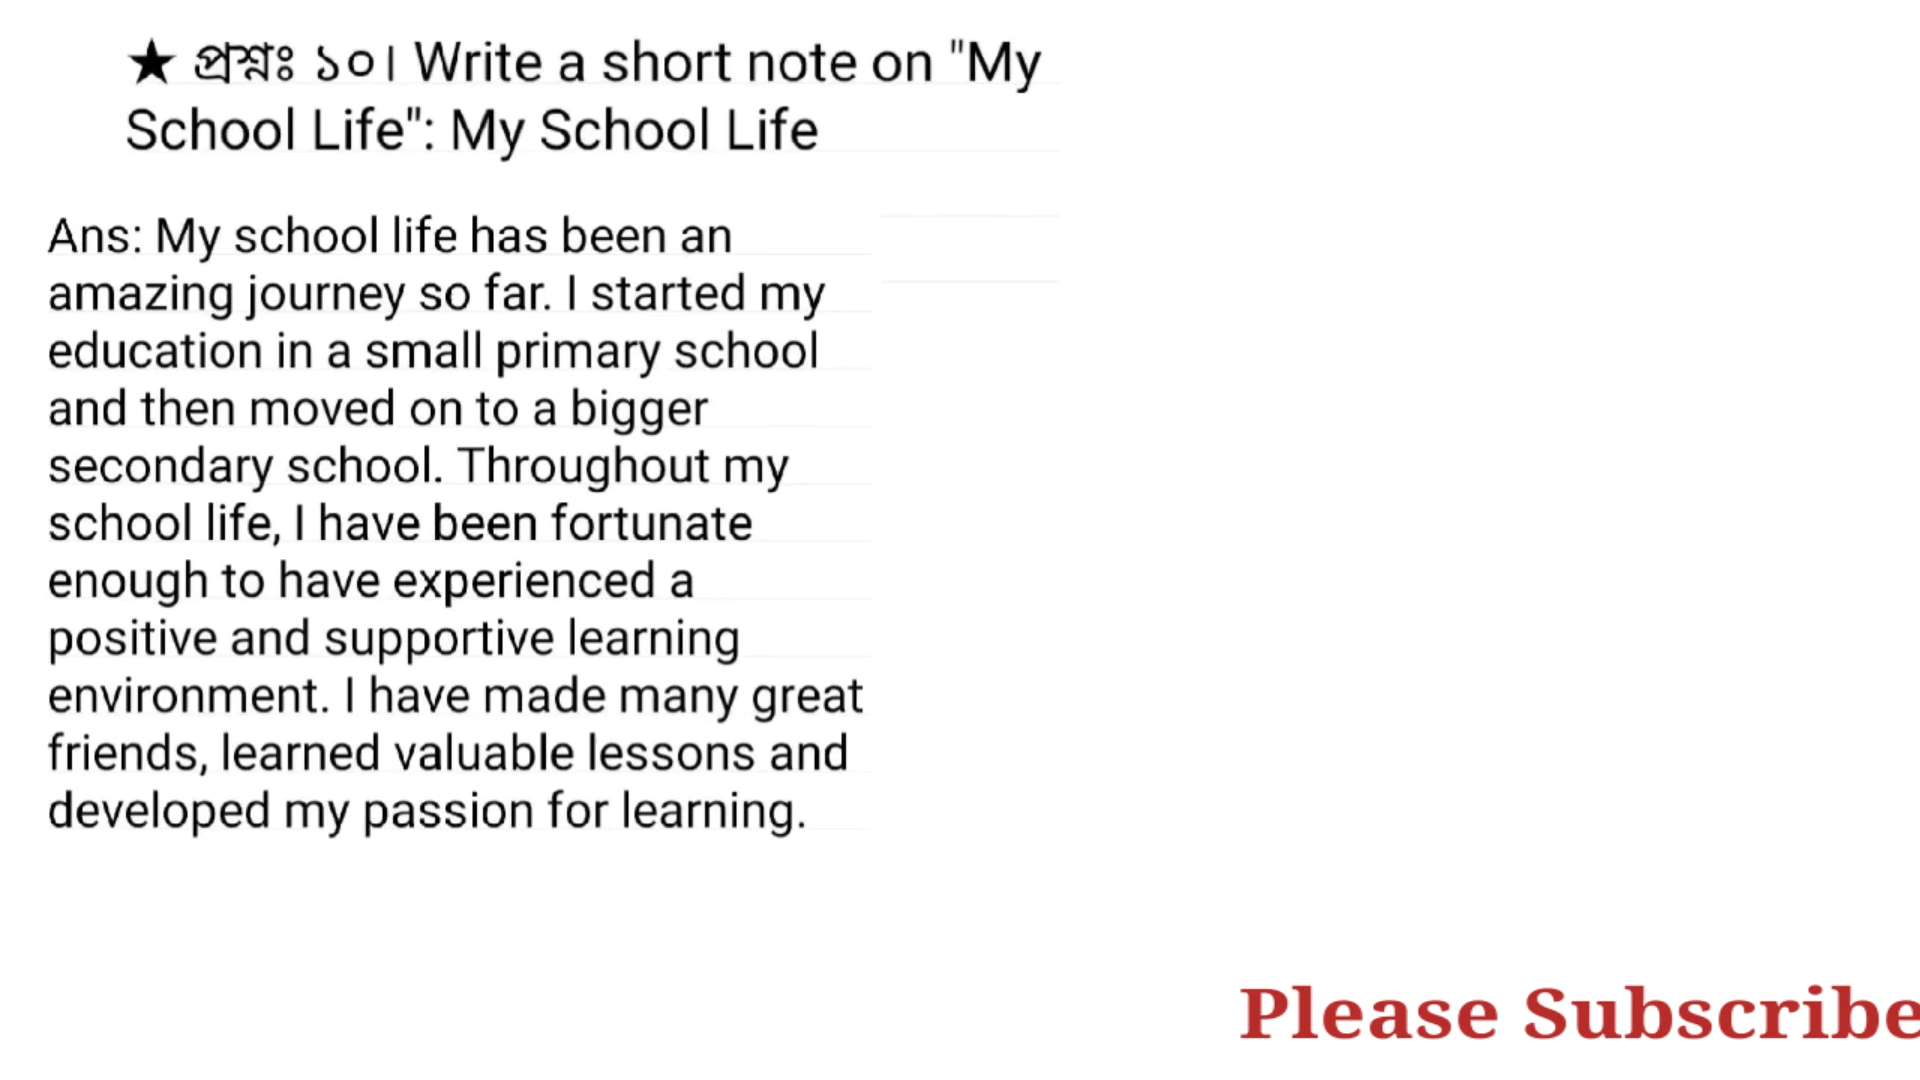 ★ প্রশ্নঃ ১০। Write a short note on "My
School Life": My School Life
Ans: My school life has been an
amazing journey so far. I started my
education in a small primary school
and then moved on to a bigger
secondary school. Throughout my
school life, I have been fortunate
enough to have experienced a
positive and supportive learning
environment. I have made many great
friends, learned valuable lessons and
developed my passion for learning.
Please Subscribe